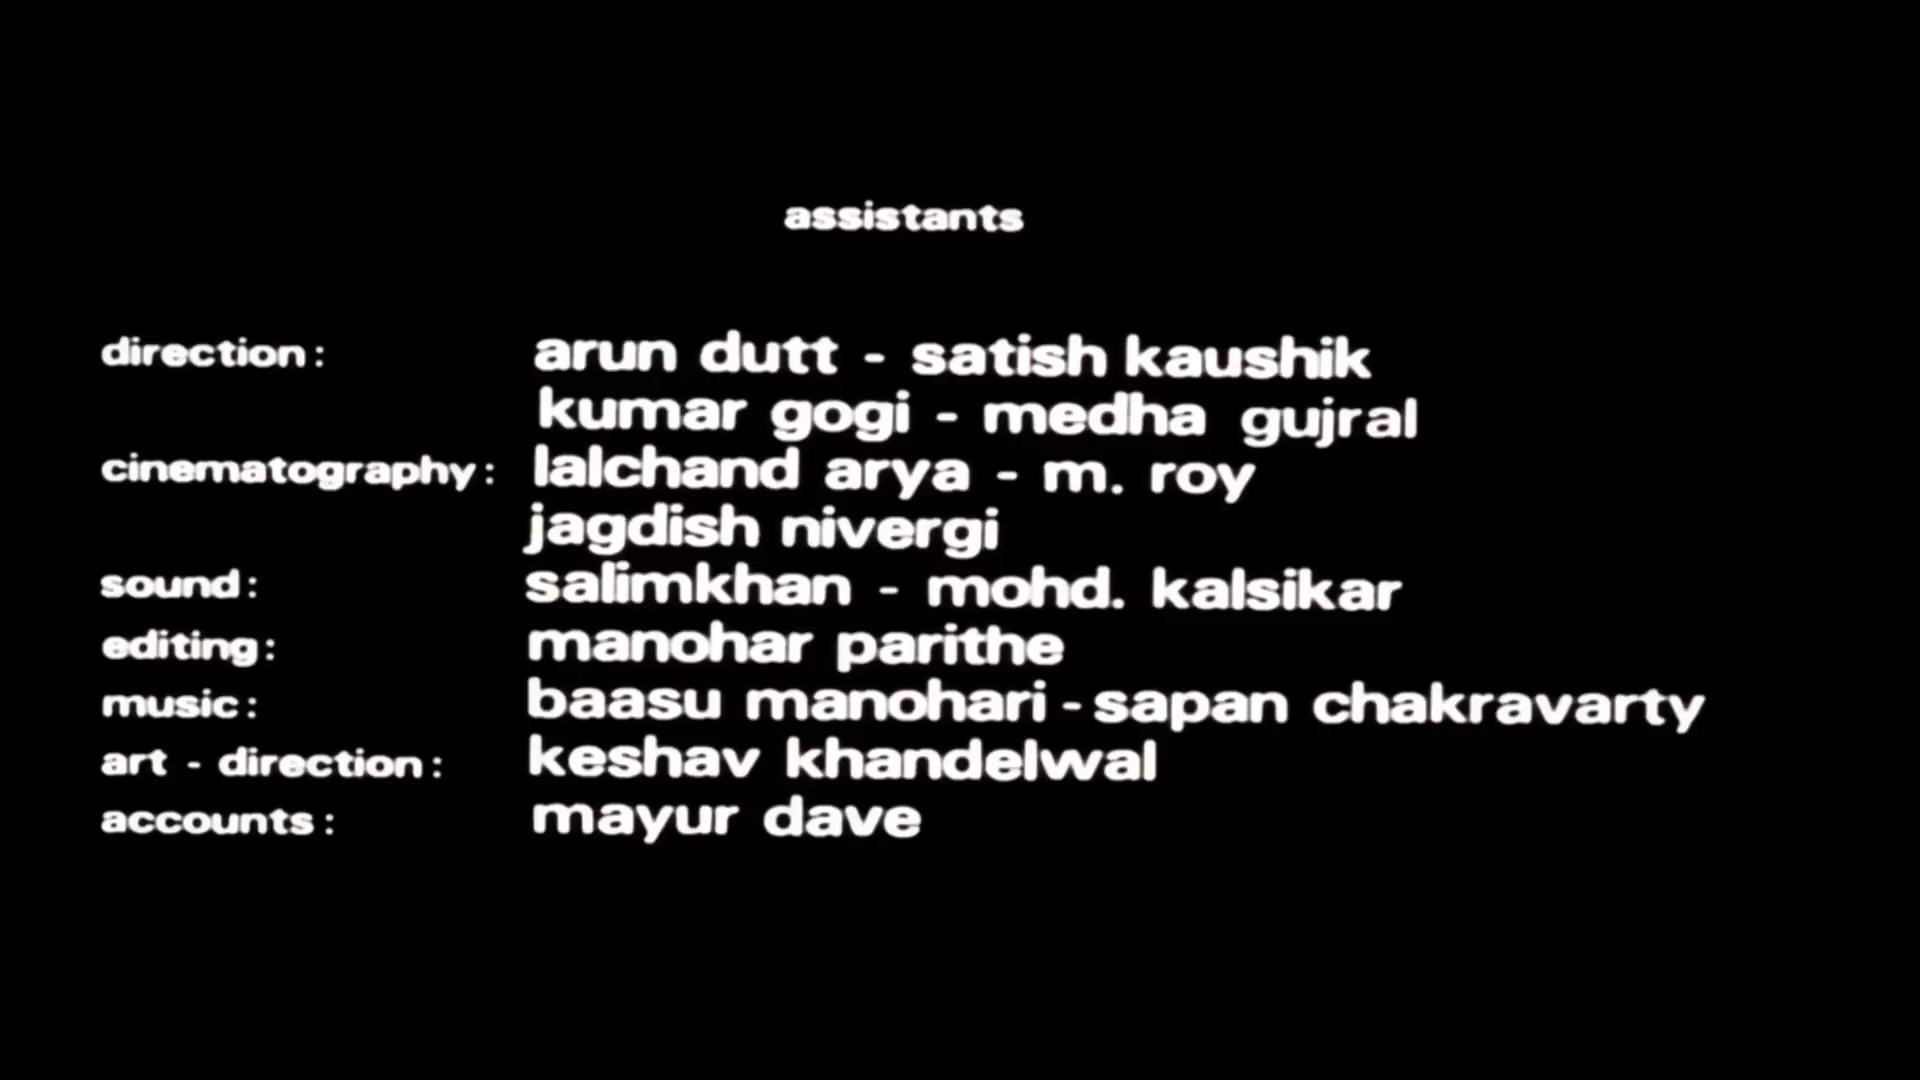 assistants
direction: arun dutt - satish kaushik
kumar gogi - medha gujral
cinematography: lalchand arya - m. roy
jagdish nivergi
sound: salimkhan - mohd. kalsikar
editing: manohar parithe
music: baasu manohari - sapan chakravarty
art - direction: keshav khandelwal
accounts: mayur dave